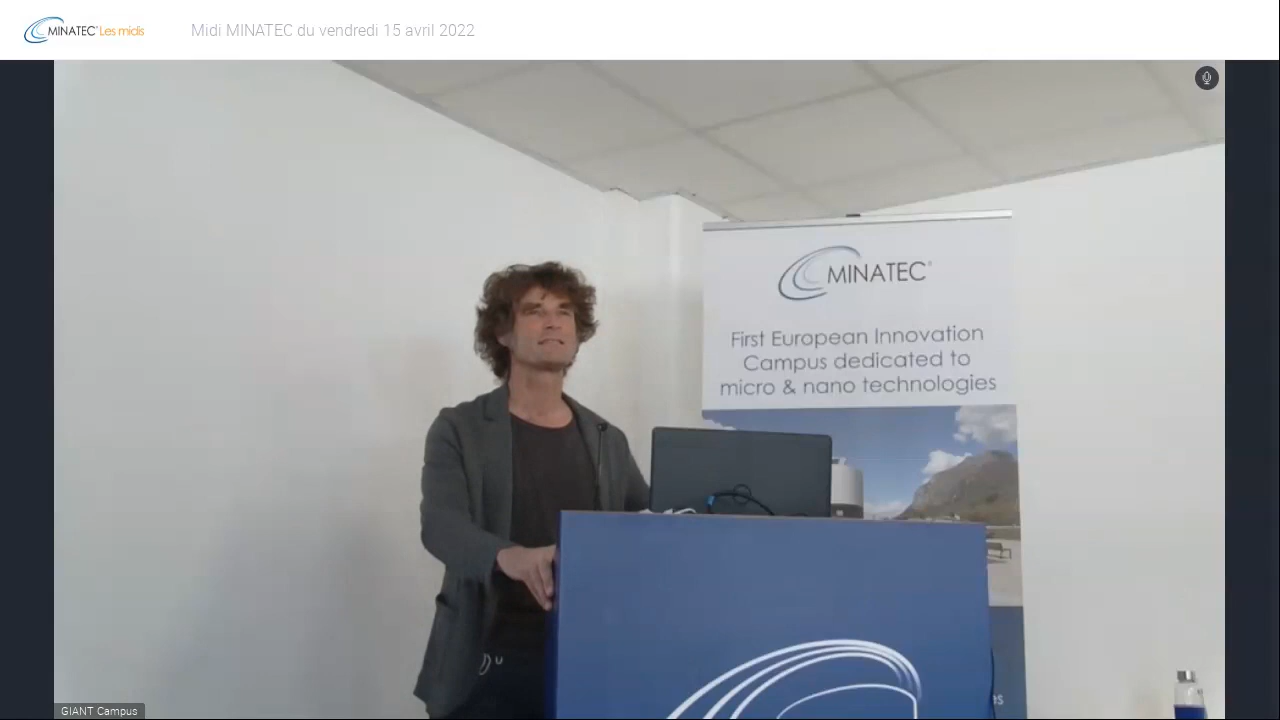 MINATEC Les midis
Midi MINATEC du vendredi 15 avril 2022
MINATEC
First European Innovation
Campus dedicated to
micro & nano technologies
GIANT Campus